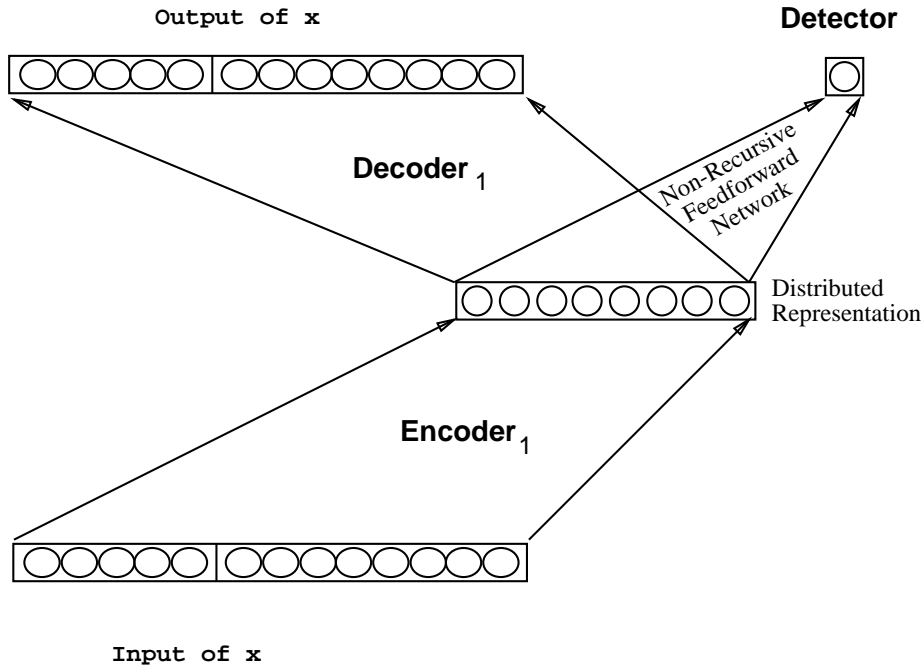 Output of x
Detector
Decoder 1
Non-Recursive
Feedforward
Network
Distributed
Representation
Encoder 1
Input of x